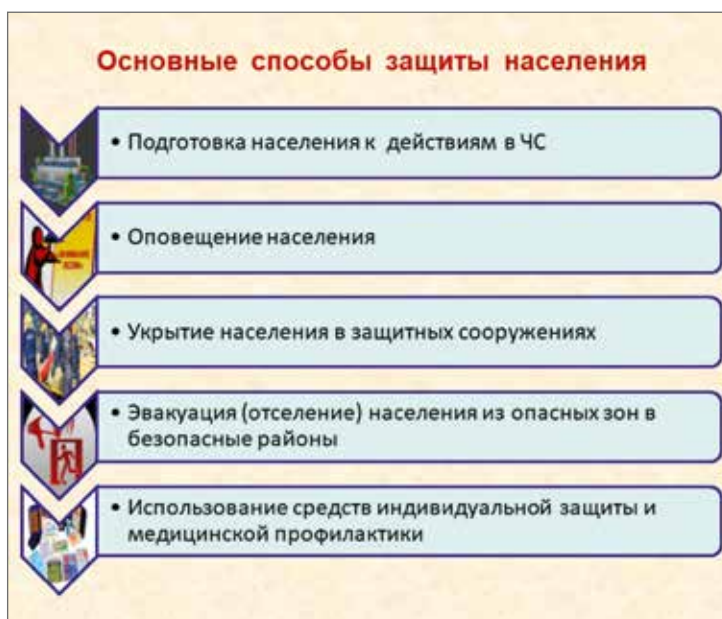 Основные способы защиты населения
• Подготовка населения к действиям в ЧС
• Оповещение населения
• Укрытие населения в защитных сооружениях
• Эвакуация (отселение) населения из опасных зон в
безопасные районы
• Использование средств индивидуальной защиты и
медицинской профилактики